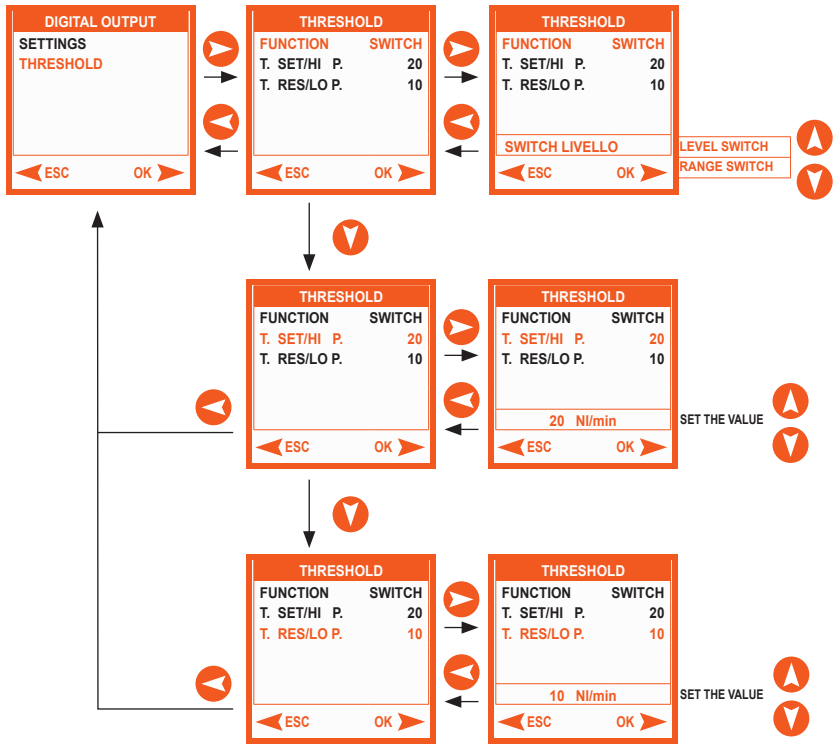 DIGITAL OUTPUT
SETTINGS
THRESHOLD
ESC OK
THRESHOLD
FUNCTION SWITCH
T. SET/HI P. 20
T. RES/LO P. 10
ESC OK
THRESHOLD
FUNCTION SWITCH
T. SET/HI P. 20
T. RES/LO P. 10
SWITCH LIVELLO
ESC OK
LEVEL SWITCH
RANGE SWITCH
THRESHOLD
FUNCTION SWITCH
T. SET/HI P. 20
T. RES/LO P. 10
ESC OK
THRESHOLD
FUNCTION SWITCH
T. SET/HI P. 20
T. RES/LO P. 10
20 Nl/min
ESC OK
SET THE VALUE
THRESHOLD
FUNCTION SWITCH
T. SET/HI P. 20
T. RES/LO P. 10
ESC OK
THRESHOLD
FUNCTION SWITCH
T. SET/HI P. 20
T. RES/LO P. 10
10 Nl/min
ESC OK
SET THE VALUE